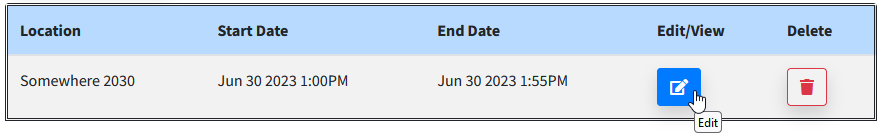 Location Start Date End Date Edit/View Delete
Somewhere 2030 Jun 30 2023 1:00PM Jun 30 2023 1:55PM
Edit